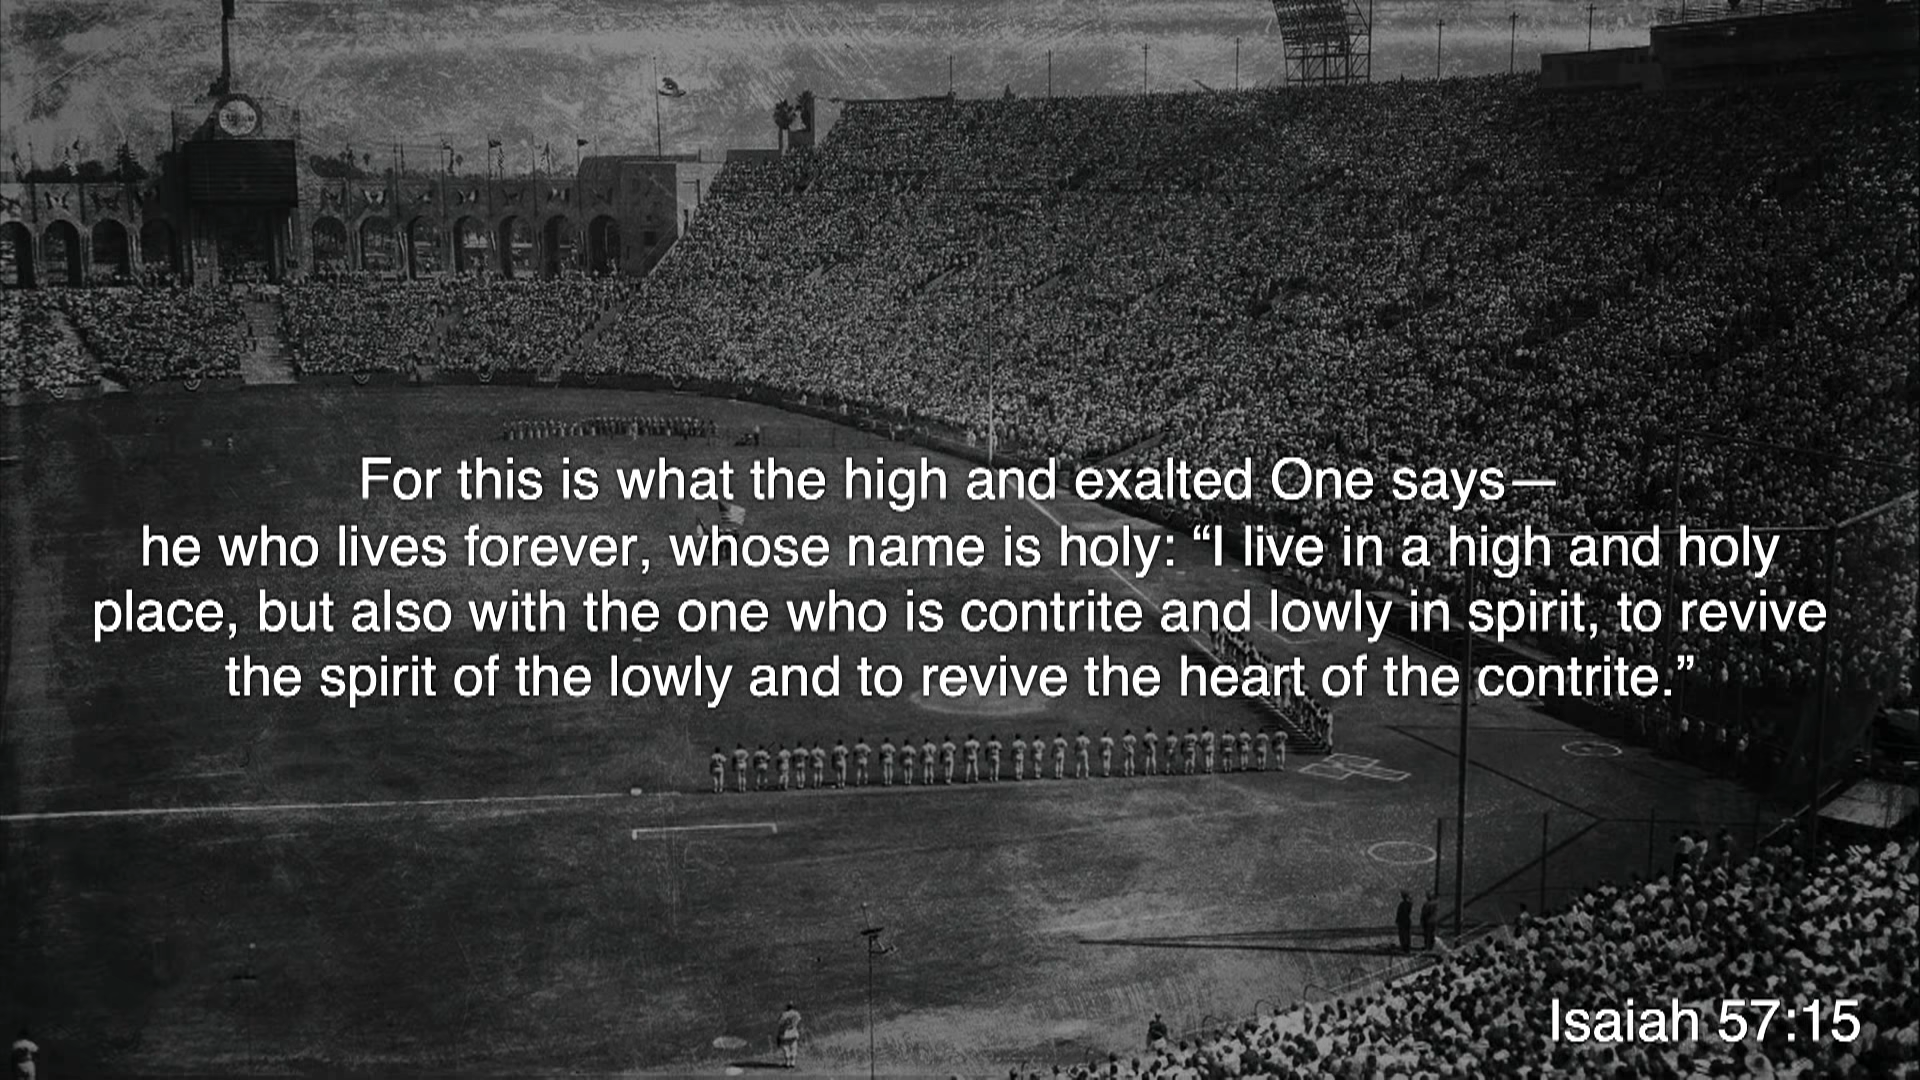 For this is what the high and exalted One says—
he who lives forever, whose name is holy: “I live in a high and holy
place, but also with the one who is contrite and lowly in spirit, to revive
the spirit of the lowly and to revive the heart of the contrite.”
Isaiah 57:15